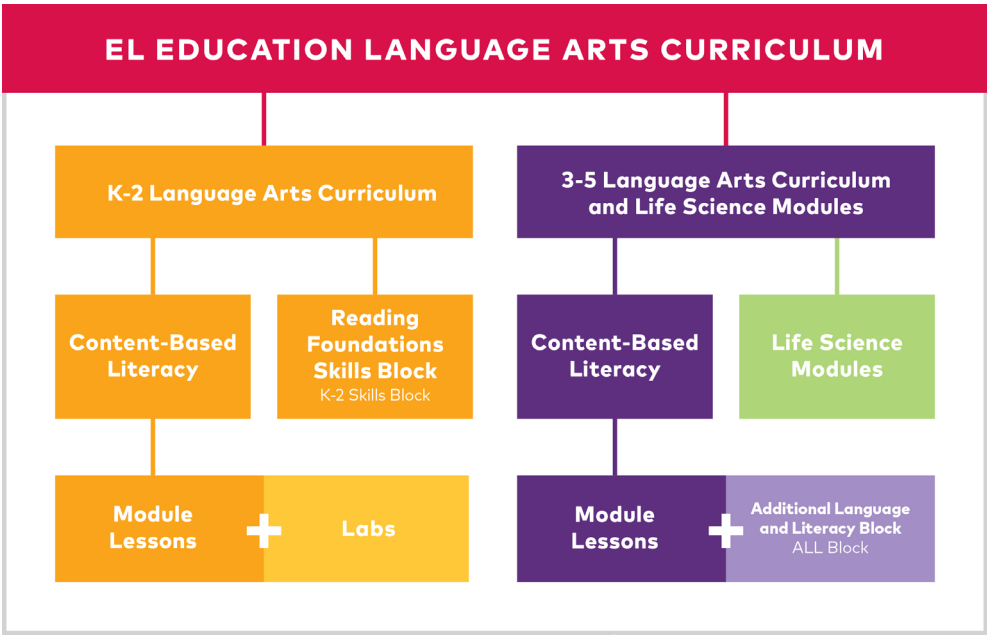 EL EDUCATION LANGUAGE ARTS CURRICULUM
K-2 Language Arts Curriculum
3-5 Language Arts Curriculum
and Life Science Modules
Content-Based
Literacy
Reading
Foundations
Skills Block
K-2 Skills Block
Content-Based
Literacy
Life Science
Modules
Module
Lessons
+
Labs
Module
Lessons
+
Additional Language
and Literacy Block
ALL Block